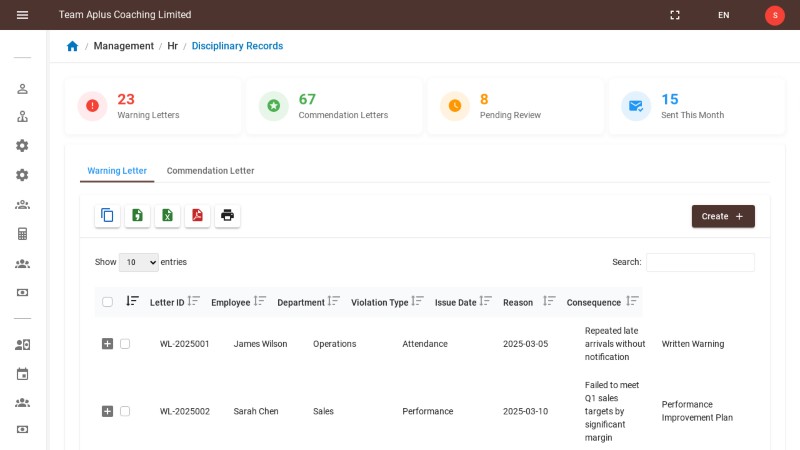 Team Aplus Coaching Limited
EN
S
/ Management / Hr / Disciplinary Records
23
Warning Letters
67
Commendation Letters
8
Pending Review
15
Sent This Month
Warning Letter
Commendation Letter
Create +
Show 10 entries
Search:
Letter ID Employee Department Violation Type Issue Date Reason Consequence
WL-2025001 James Wilson Operations Attendance 2025-03-05 Repeated late arrivals without notification Written Warning
WL-2025002 Sarah Chen Sales Performance 2025-03-10 Failed to meet Q1 sales targets by significant margin Performance Improvement Plan